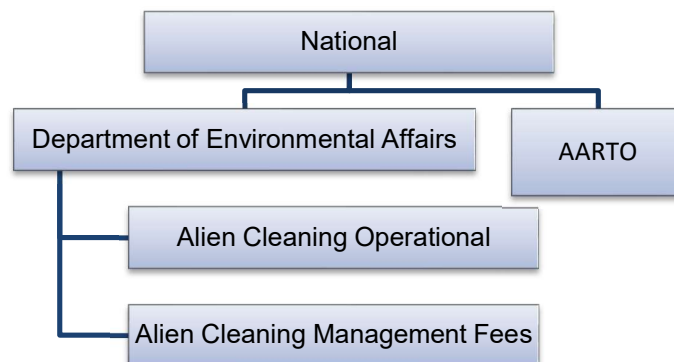 National
Department of Environmental Affairs
AARTO
Alien Cleaning Operational
Alien Cleaning Management Fees